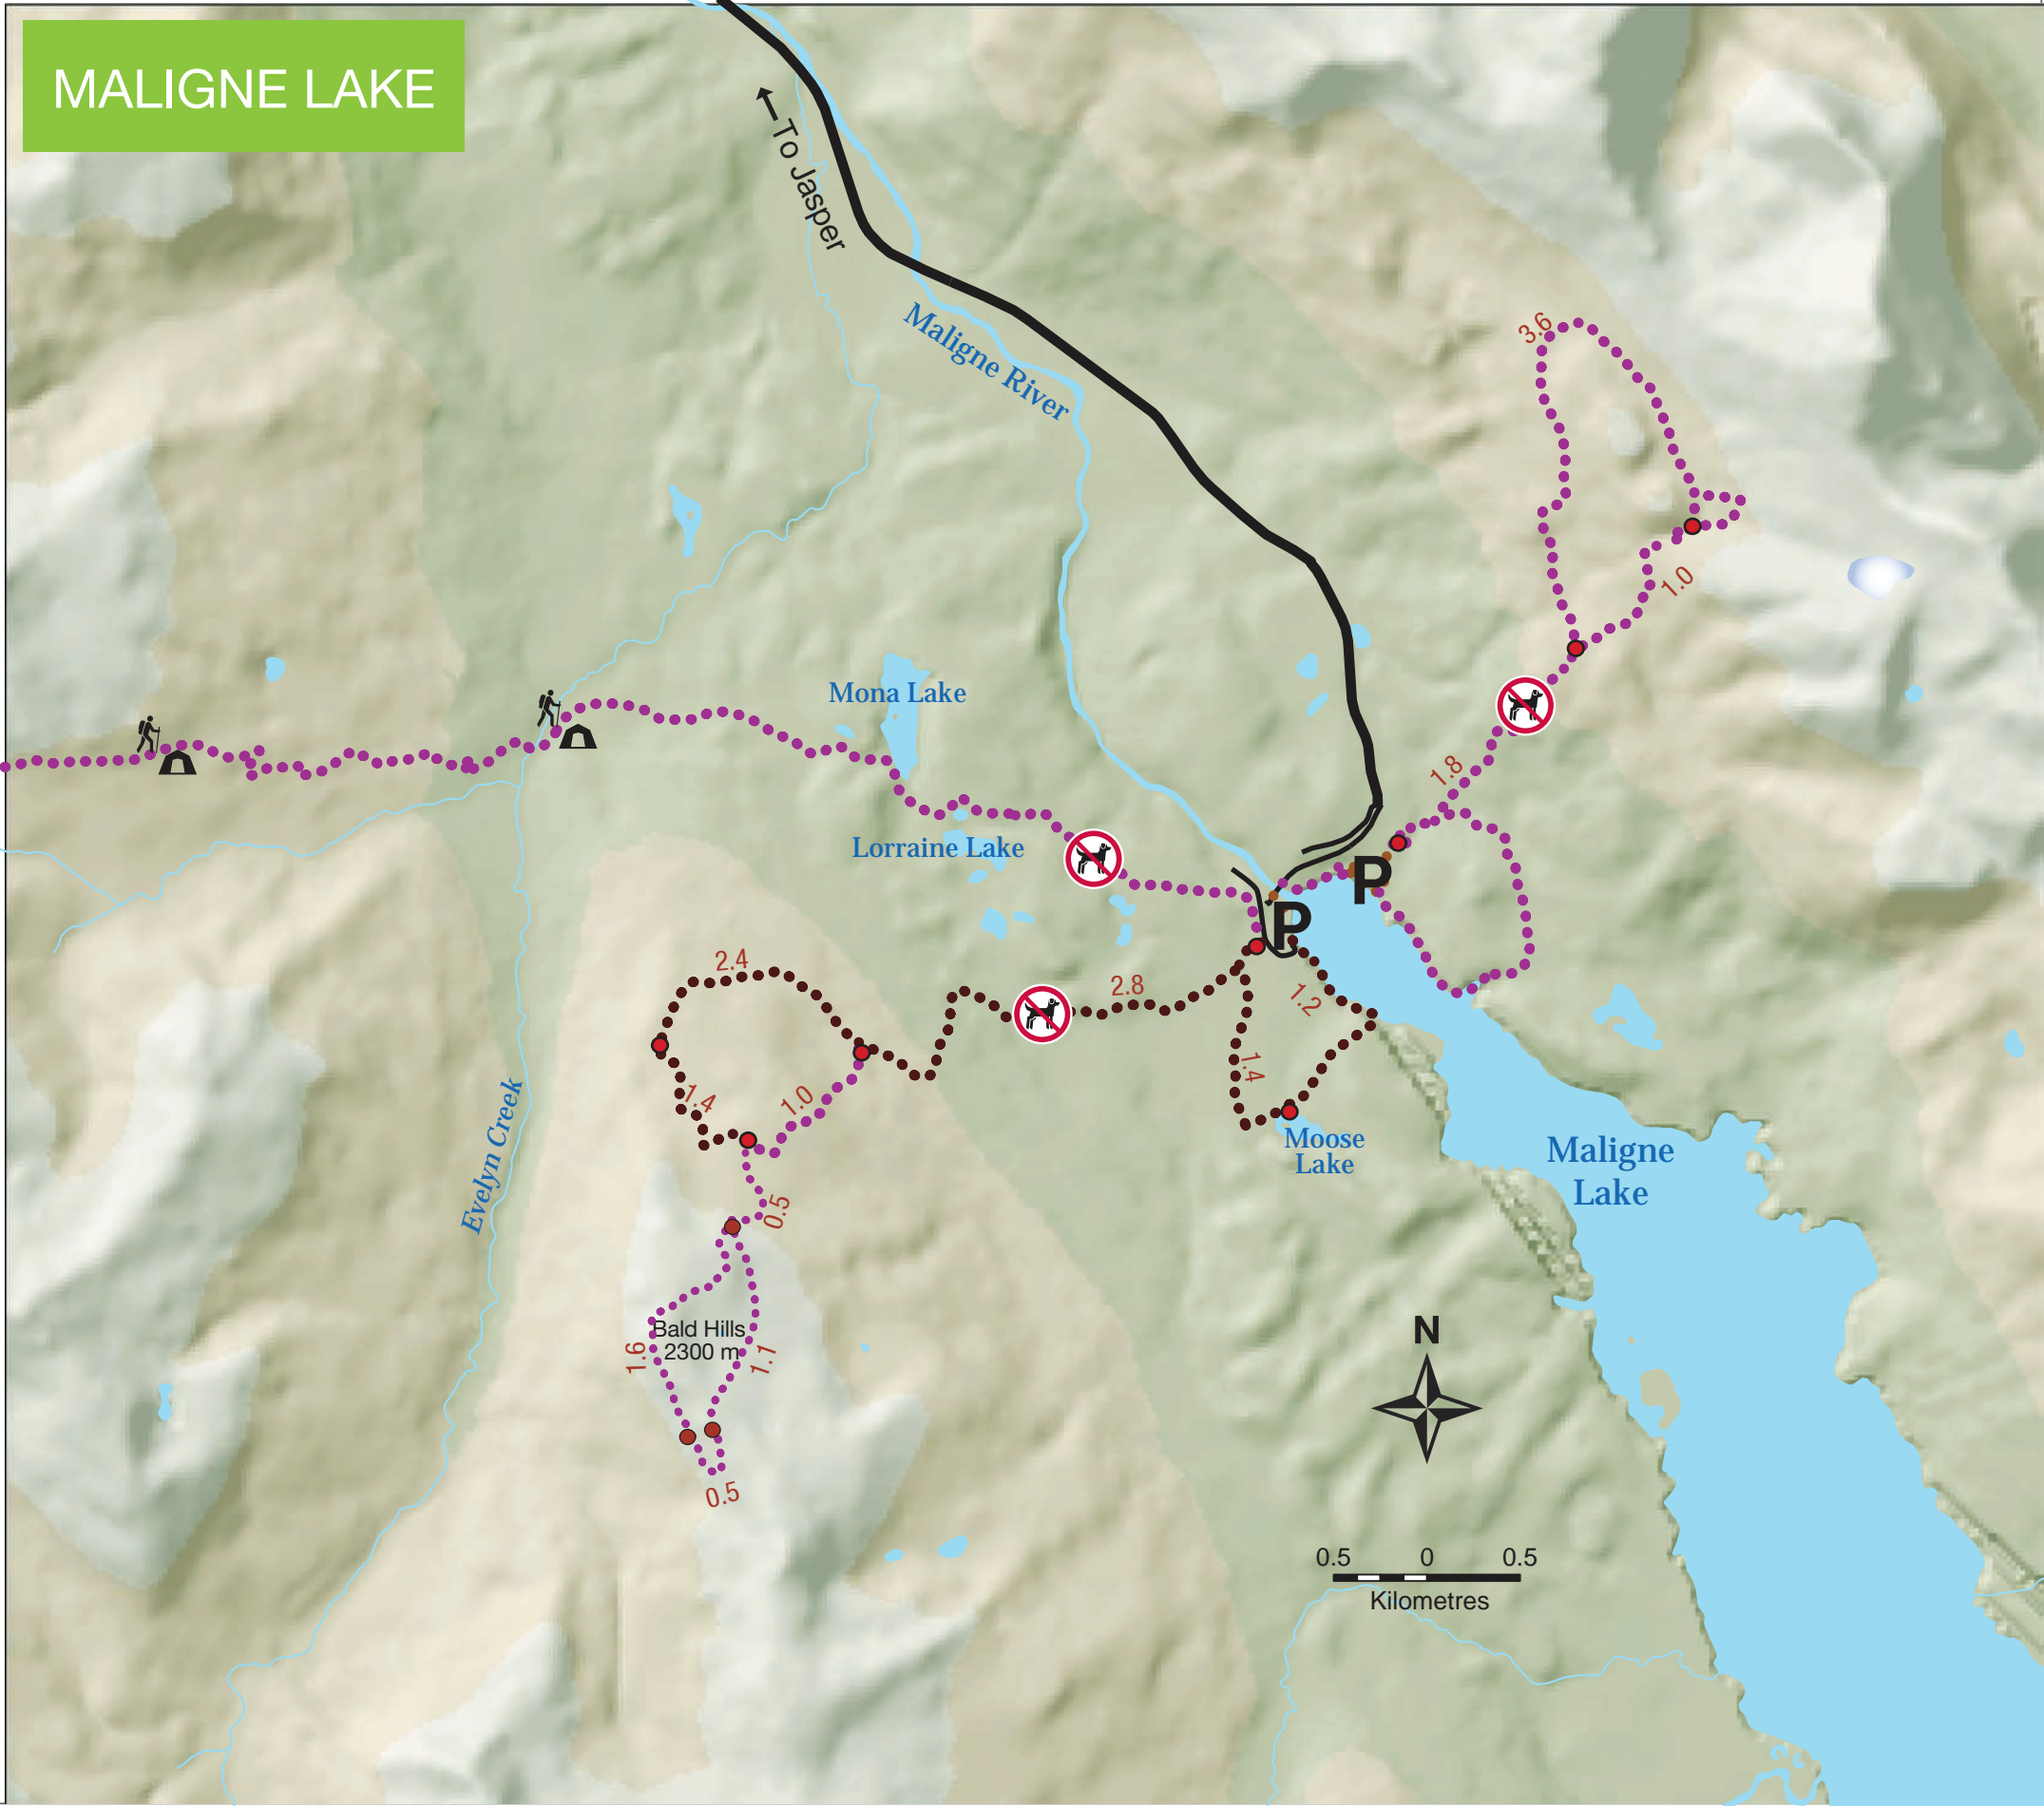 MALIGNE LAKE
To Jasper
Maligne River
3.6
1.0
Mona Lake
1.8
Lorraine Lake
P
P
2.4
2.8
1.2
1.4
1.4
1.0
Moose
Lake
Maligne
Lake
Evelyn Creek
0.5
Bald Hills
2300 m
1.6
1.1
0.5
N
0.5 0 0.5
Kilometres